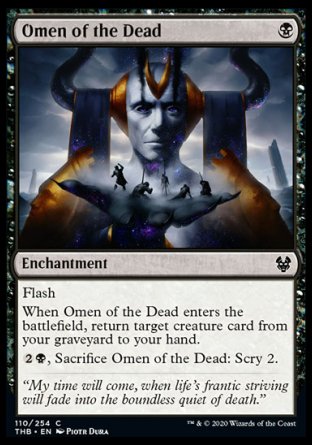 Omen of the Dead
Enchantment
Flash
When Omen of the Dead enters the
battlefield, return target creature card from
your graveyard to your hand.
2, Sacrifice Omen of the Dead: Scry 2.
“My time will come, when life’s frantic striving
will fade into the boundless quiet of death.”
110/254 C
THB • EN Piotr Dura
™ & © 2020 Wizards of the Coast